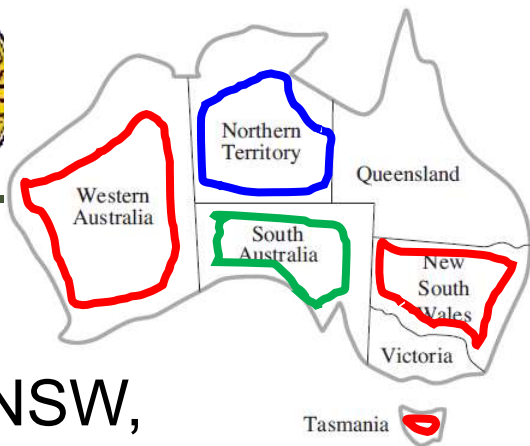 Northern
Territory
Western
Australia
Queensland
South
Australia
New
South
Wales
Victoria
NSW,
Tasmania